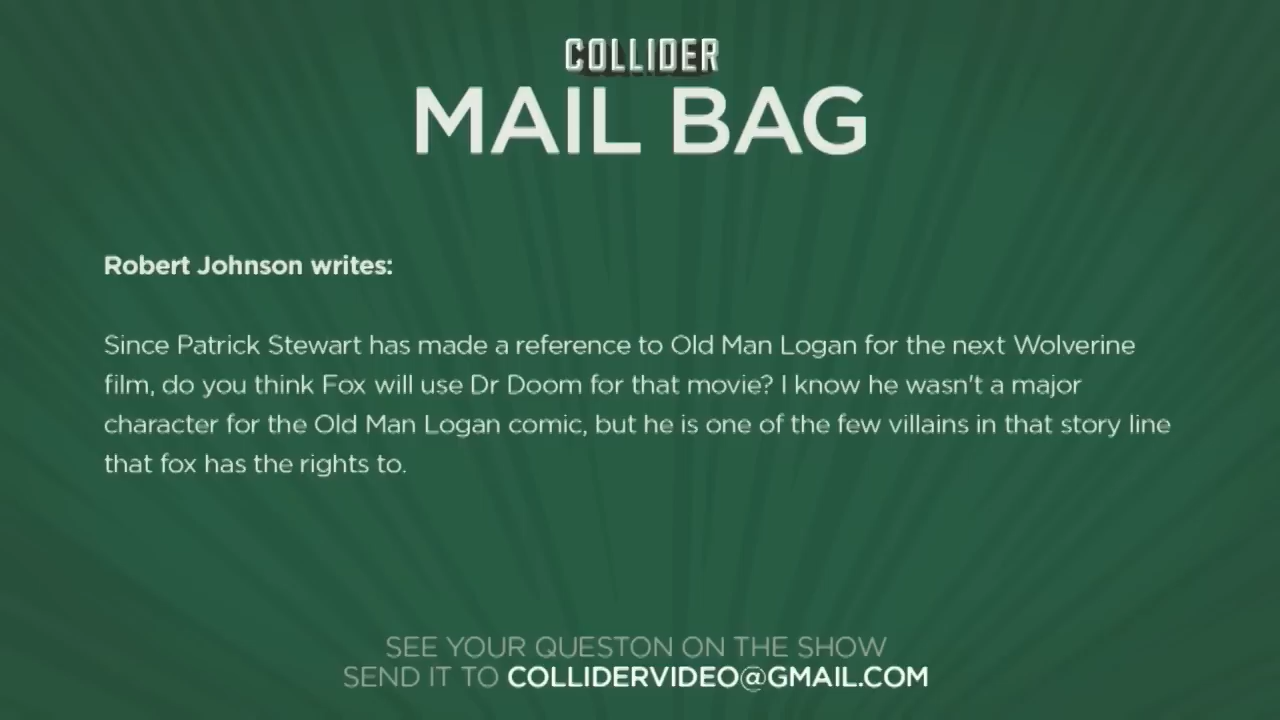 COLLIDER
MAIL BAG
Robert Johnson writes:
Since Patrick Stewart has made a reference to Old Man Logan for the next Wolverine
film, do you think Fox will use Dr Doom for that movie? I know he wasn't a major
character for the Old Man Logan comic, but he is one of the few villains in that story line
that fox has the rights to.
SEE YOUR QUESTON ON THE SHOW
SEND IT TO COLLIDERVIDEO@GMAIL.COM